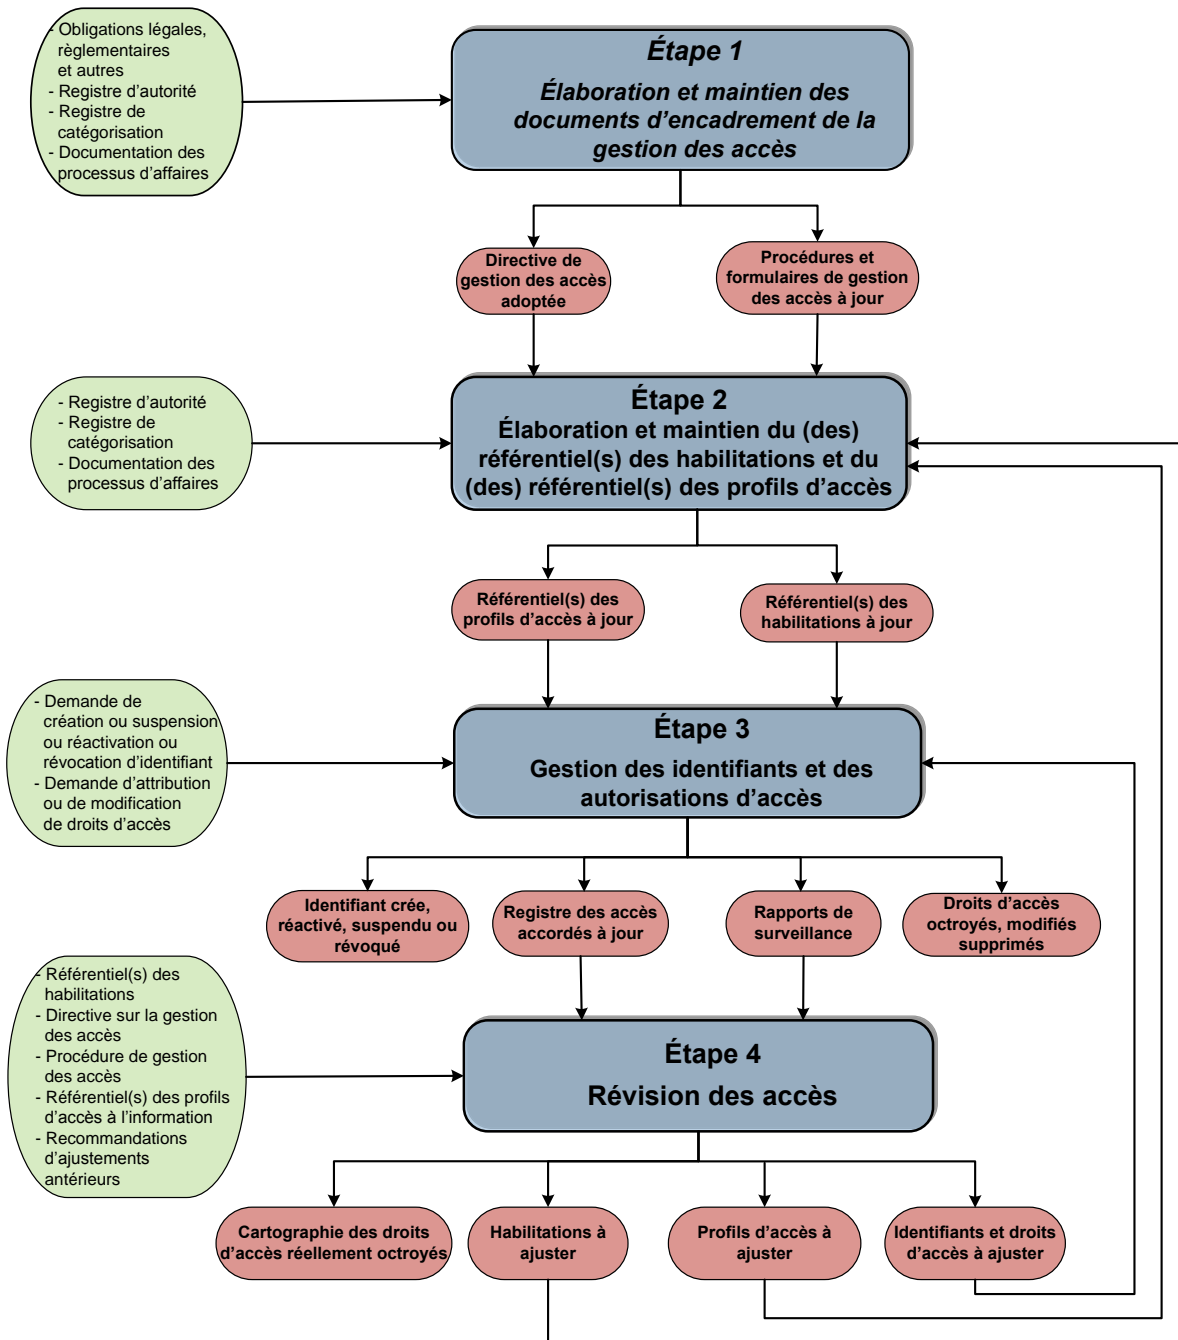 - Obligations légales,
règlementaires
et autres
- Registre d'autorité
- Registre de
catégorisation
- Documentation des
processus d'affaires
Étape 1
Élaboration et maintien des
documents d'encadrement de la
gestion des accès
Directive de
gestion des accès
adoptée
Procédures et
formulaires de gestion
des accès à jour
- Registre d'autorité
- Registre de
catégorisation
- Documentation des
processus d'affaires
Étape 2
Élaboration et maintien du (des)
référentiel(s) des habilitations et du
(des) référentiel(s) des profils d'accès
Référentiel(s) des
profils d'accès à jour
Référentiel(s) des
habilitations à jour
- Demande de
création ou suspension
ou réactivation ou
révocation d'identifiant
- Demande d'attribution
ou de modification
de droits d'accès
Étape 3
Gestion des identifiants et des
autorisations d'accès
Identifiant crée,
réactivé, suspendu ou
révoqué
Registre des accès
accordés à jour
Rapports de
surveillance
Droits d'accès
octroyés, modifiés
supprimés
- Référentiel(s) des
habilitations
- Directive sur la gestion
des accès
- Procédure de gestion
des accès
- Référentiel(s) des profils
d'accès à l'information
- Recommandations
d'ajustements
antérieurs
Étape 4
Révision des accès
Cartographie des droits
d'accès réellement octroyés
Habilitations à
ajuster
Profils d'accès à
ajuster
Identifiants et droits
d'accès à ajuster